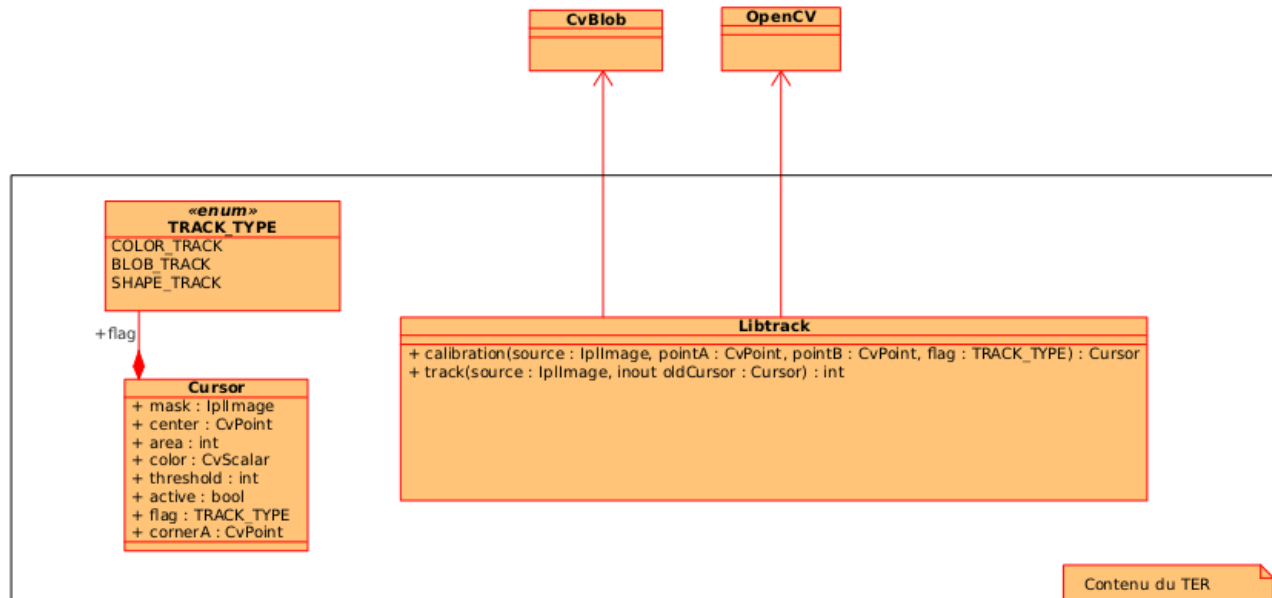 CvBlob
OpenCV
«enum»
TRACK_TYPE
COLOR_TRACK
BLOB_TRACK
SHAPE_TRACK
+flag
Cursor
+ mask : IplImage
+ center : CvPoint
+ area : int
+ color : CvScalar
+ threshold : int
+ active : bool
+ flag : TRACK_TYPE
+ cornerA : CvPoint
Libtrack
+ calibration(source : IplImage, pointA : CvPoint, pointB : CvPoint, flag : TRACK_TYPE) : Cursor
+ track(source : IplImage, inout oldCursor : Cursor) : int
Contenu du TER